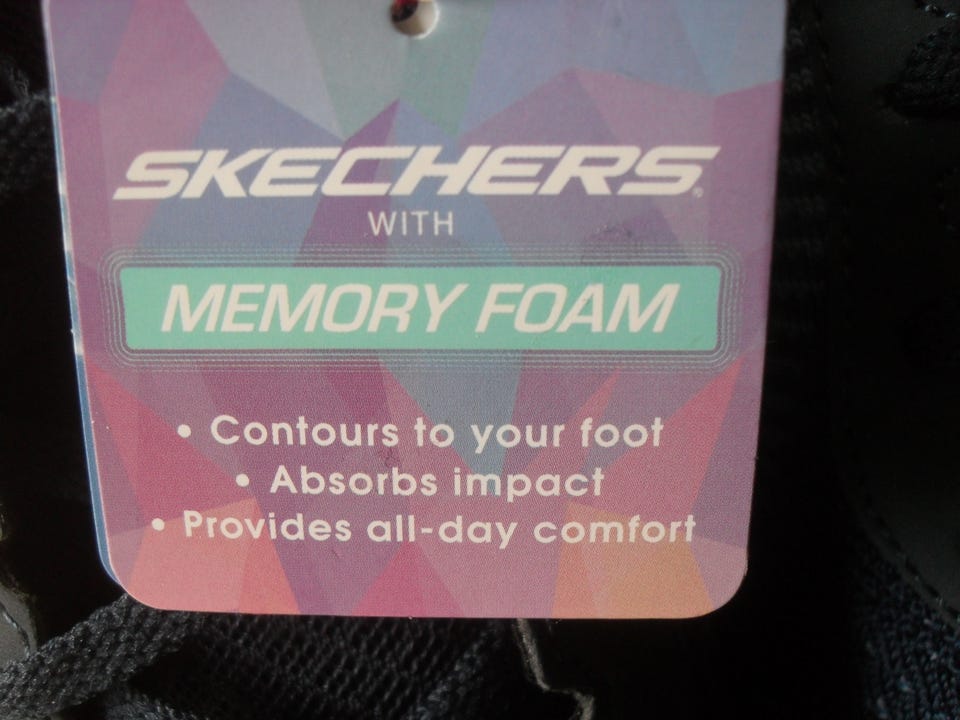 SKECHERS®
WITH
MEMORY FOAM
• Contours to your foot
• Absorbs impact
• Provides all-day comfort